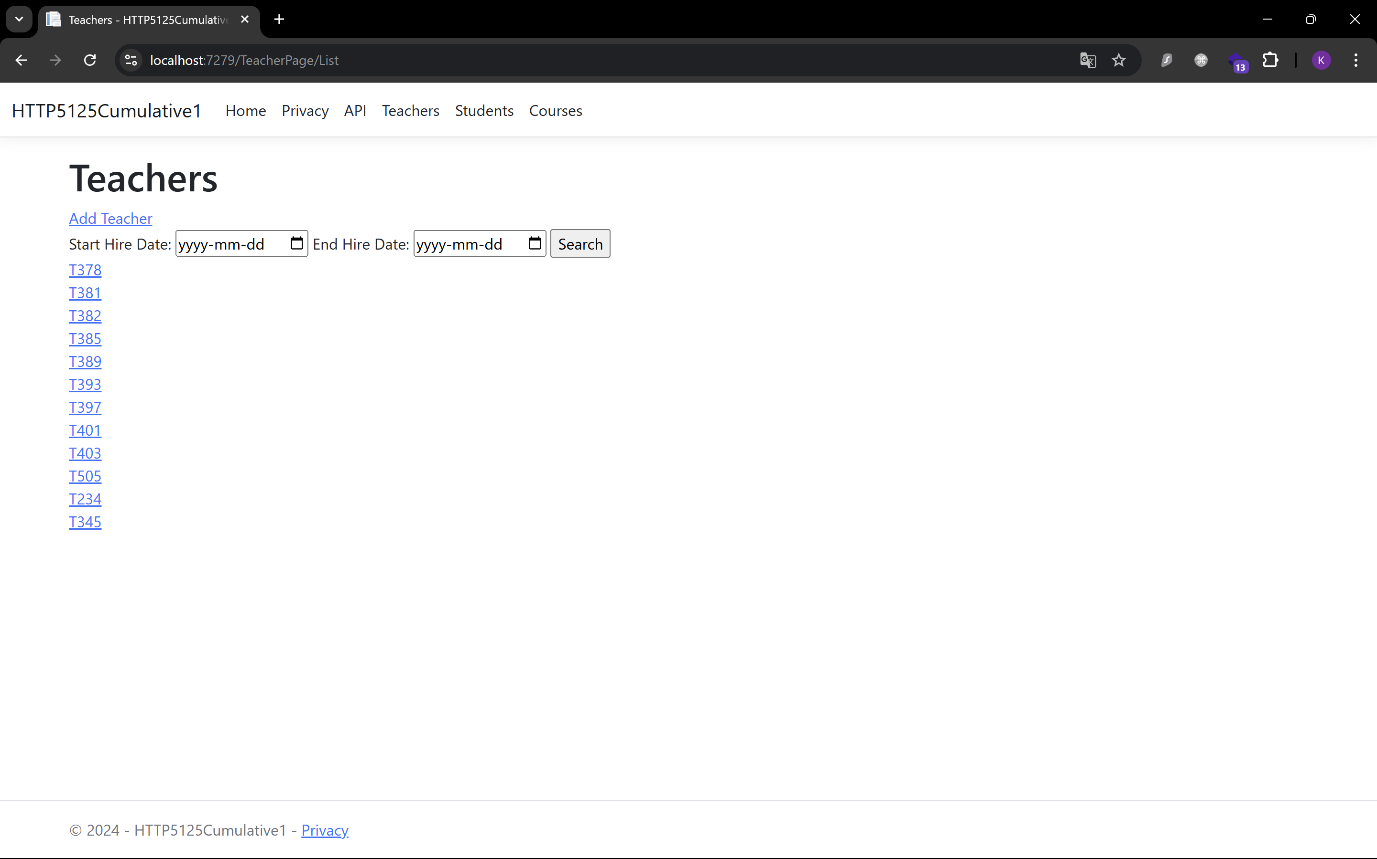 Teachers - HTTP5125Cumulativ
localhost:7279/TeacherPage/List
13
K
HTTP5125Cumulative1 Home Privacy API Teachers Students Courses
Teachers
Add Teacher
Start Hire Date: yyyy-mm-dd End Hire Date: yyyy-mm-dd Search
T378
T381
T382
T385
T389
T393
T397
T401
T403
T505
T234
T345
© 2024 - HTTP5125Cumulative1 - Privacy